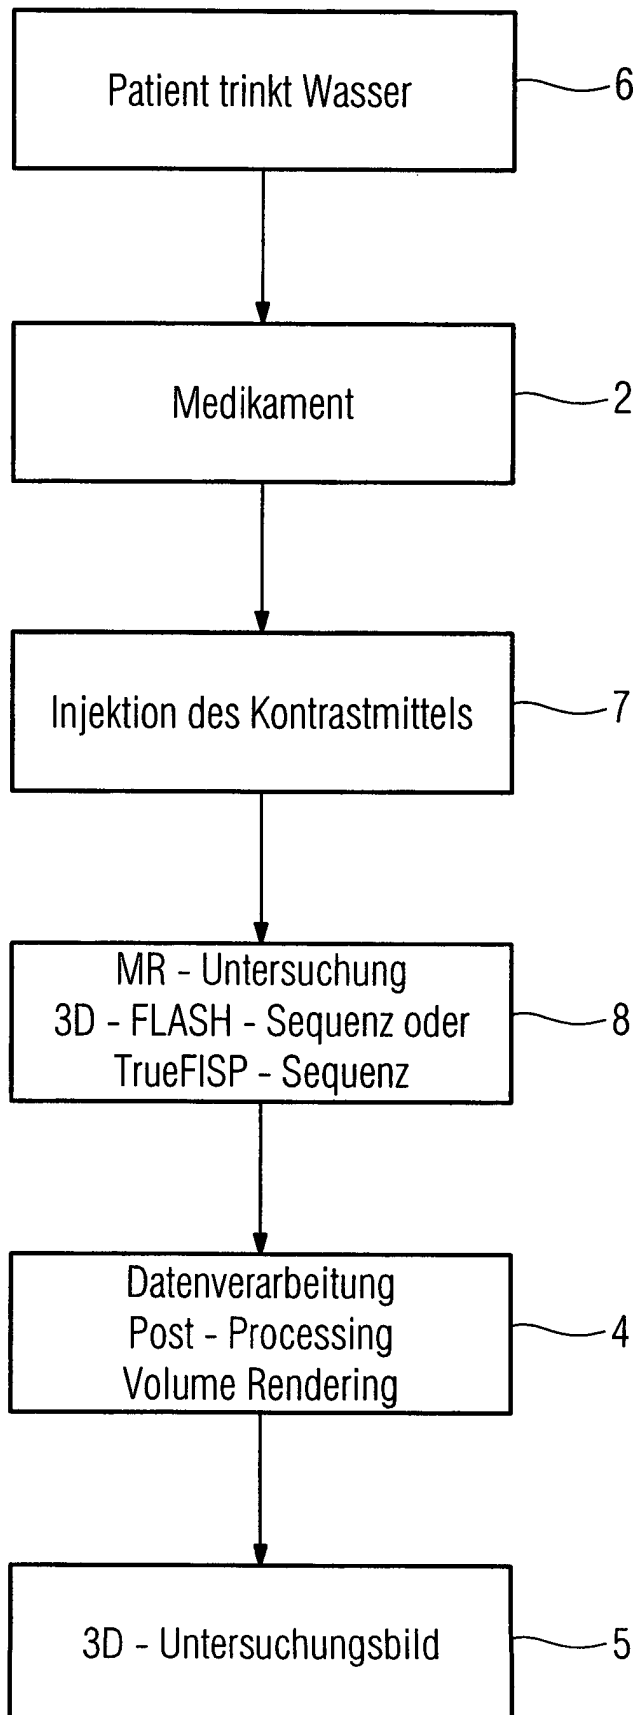 Patient trinkt Wasser
6
Medikament
2
Injektion des Kontrastmittels
7
MR - Untersuchung
3D - FLASH - Sequenz oder
TrueFISP - Sequenz
8
Datenverarbeitung
Post - Processing
Volume Rendering
4
3D - Untersuchungsbild
5